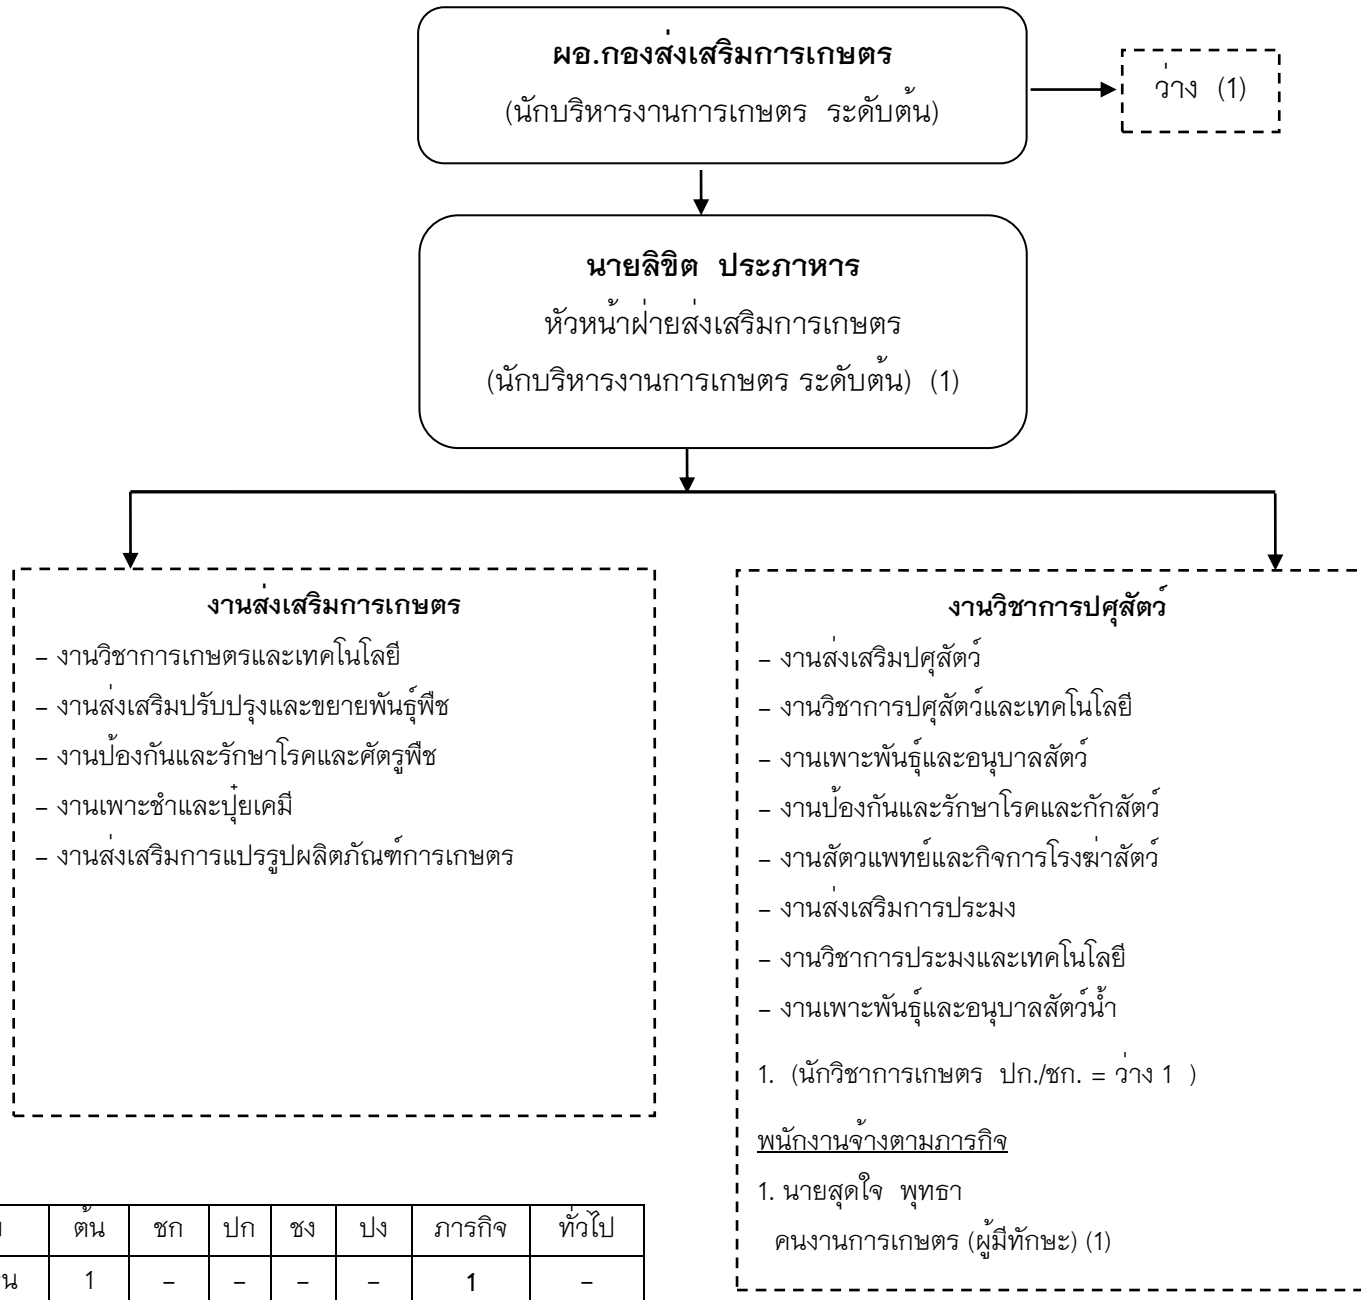 ผอ.กองส่งเสริมการเกษตร
(นักบริหารงานการเกษตร ระดับต้น)
ว่าง (1)
นายลิขิต ประภาหาร
หัวหน้าฝ่ายส่งเสริมการเกษตร
(นักบริหารงานการเกษตร ระดับต้น) (1)
งานส่งเสริมการเกษตร
- งานวิชาการเกษตรและเทคโนโลยี
- งานส่งเสริมปรับปรุงและขยายพันธุ์พืช
- งานป้องกันและรักษาโรคและศัตรูพืช
- งานเพาะชำและปุ๋ยเคมี
- งานส่งเสริมการแปรรูปผลิตภัณฑ์การเกษตร
งานวิชาการปศุสัตว์
- งานส่งเสริมปศุสัตว์
- งานวิชาการปศุสัตว์และเทคโนโลยี
- งานเพาะพันธุ์และอนุบาลสัตว์
- งานป้องกันและรักษาโรคและกักสัตว์
- งานสัตวแพทย์และกิจการโรงฆ่าสัตว์
- งานส่งเสริมการประมง
- งานวิชาการประมงและเทคโนโลยี
- งานเพาะพันธุ์และอนุบาลสัตว์น้ำ
1. (นักวิชาการเกษตร ปก./ชก. = ว่าง 1 )
พนักงานจ้างตามภารกิจ
1. นายสุดใจ พุทธา
คนงานการเกษตร (ผู้มีทักษะ) (1)
ต้น ชก ปก ชง ปง ภารกิจ ทั่วไป
1 - - - - 1 -